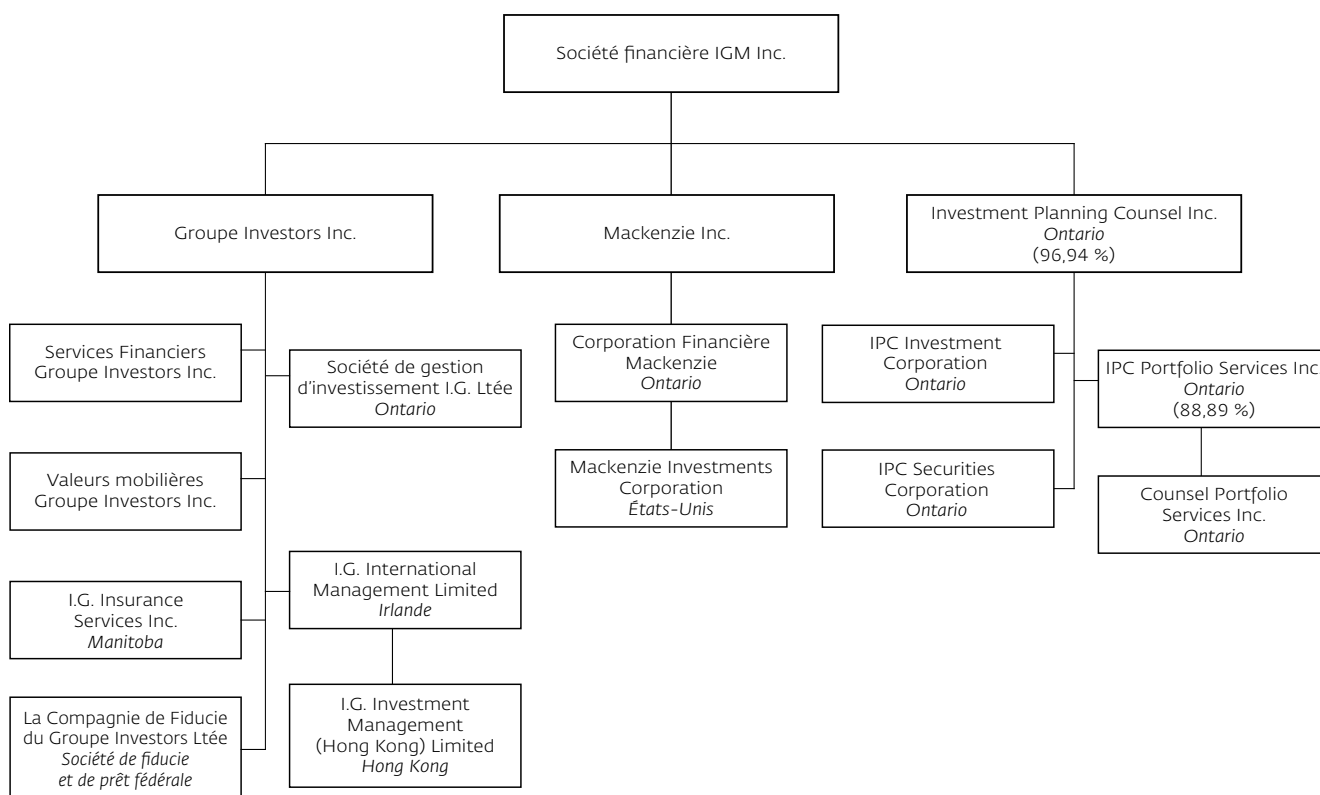 Société financière IGM Inc.
Groupe Investors Inc.
Mackenzie Inc.
Investment Planning Counsel Inc.
Ontario
(96,94 %)
Services Financiers
Groupe Investors Inc.
Société de gestion
d'investissement I.G. Ltée
Ontario
Corporation Financière
Mackenzie
Ontario
IPC Investment
Corporation
Ontario
IPC Portfolio Services Inc.
Ontario
(88,89 %)
Valeurs mobilières
Groupe Investors Inc.
Mackenzie Investments
Corporation
États-Unis
IPC Securities
Corporation
Ontario
Counsel Portfolio
Services Inc.
Ontario
I.G. Insurance
Services Inc.
Manitoba
I.G. International
Management Limited
Irlande
La Compagnie de Fiducie
du Groupe Investors Ltée
Société de fiducie
et de prêt fédérale
I.G. Investment
Management
(Hong Kong) Limited
Hong Kong